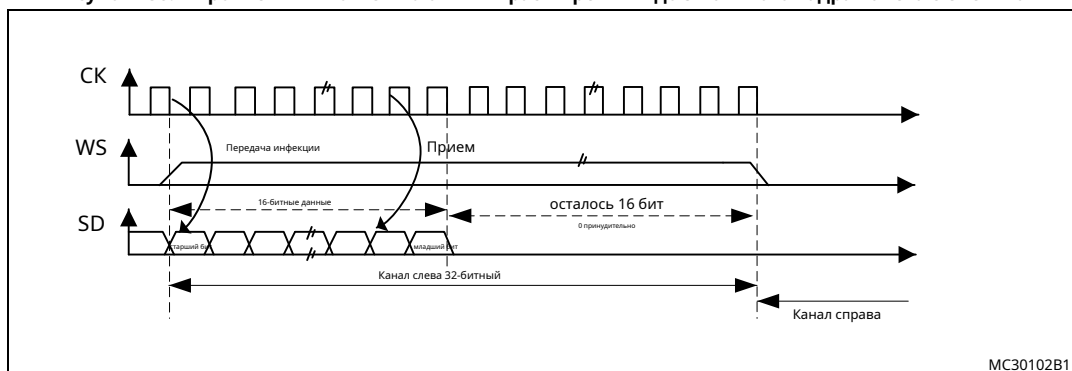 СК
WS
Передача инфекции
Прием
16-битные данные
осталось 16 бит
0 принудительно
SD
старший бит
младший бит
Канал слева 32-битный
Канал справа
MC30102B1